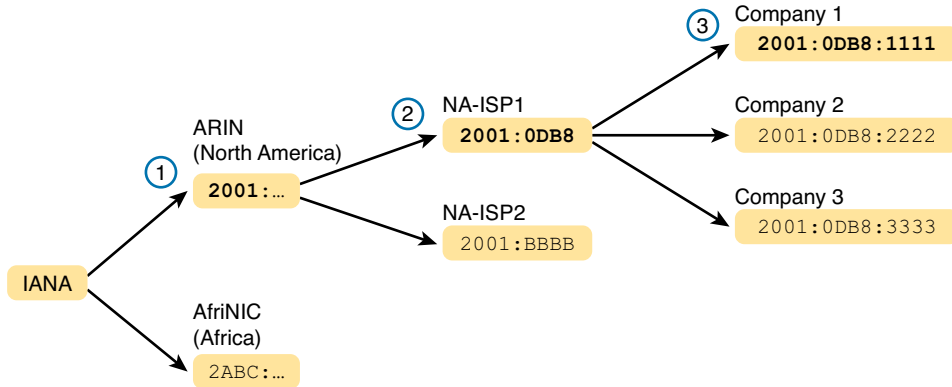 Company 1
3
2001:0DB8:1111
NA-ISP1
2
2001:0DB8
Company 2
2001:0DB8:2222
ARIN
(North America)
1
2001:...
Company 3
2001:0DB8:3333
NA-ISP2
2001:BBBB
IANA
AfriNIC
(Africa)
2ABC:...